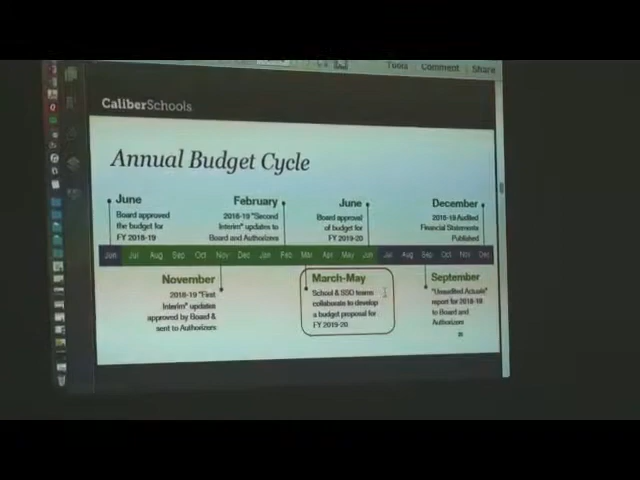 Tools Comment Share
CaliberSchools
Annual Budget Cycle
June
Board approved
the budget for
FY 2018-19
February
2018-19 "Second
Interim" updates to
Board and Authorizers
June
Board approval
of budget for
FY 2019-20
December
2018-19 Audited
Financial Statements
Published
Jun Jul Aug Sep Oct Nov Dec Jan Feb Mar Apr May Jun Jul Aug Sep Oct Nov Dec
November
2018-19 "First
Interim" updates
approved by Board &
sent to Authorizers
March-May
School & SSO teams
collaborate to develop
a budget proposal for
FY 2019-20
September
"Unaudited Actuals"
report for 2018-19
to Board and
Authorizers